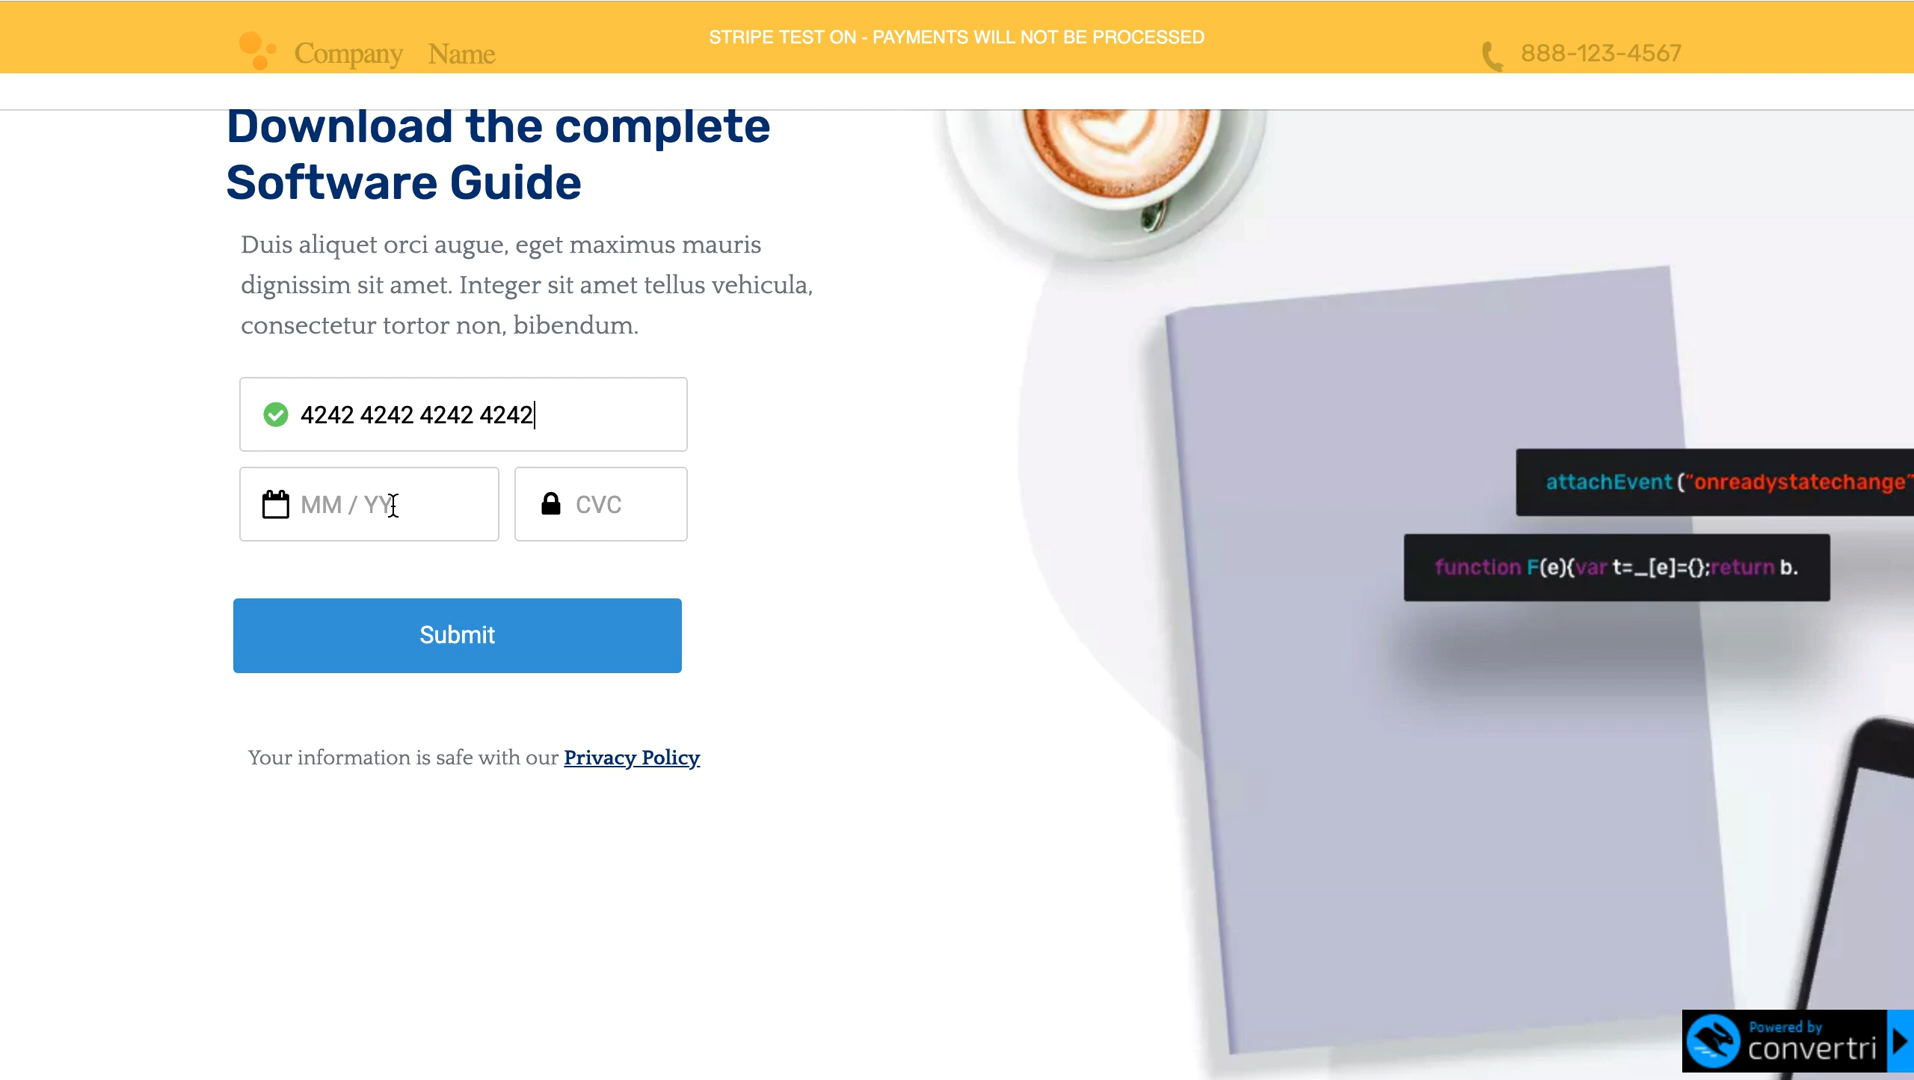 STRIPE TEST ON - PAYMENTS WILL NOT BE PROCESSED
Company Name
888-123-4567
Download the complete
Software Guide
Duis aliquet orci augue, eget maximus mauris
dignissim sit amet. Integer sit amet tellus vehicula,
consectetur tortor non, bibendum.
4242 4242 4242 4242
MM / YY
CVC
Submit
Your information is safe with our Privacy Policy
attachEvent ("onreadystatechange"
function F(e){var t=_[e]={};return b.
Powered by
convertri